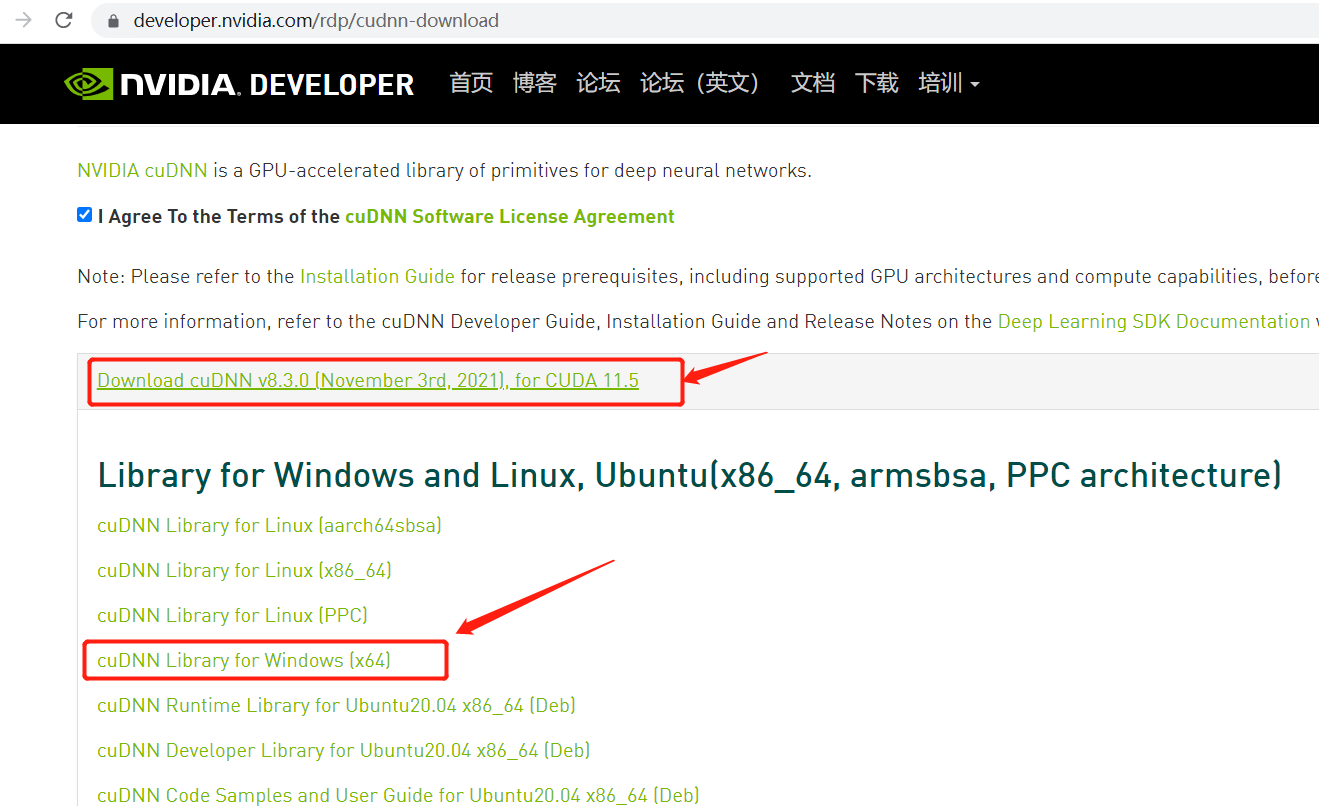 developer.nvidia.com/rdp/cudnn-download
NVIDIA. DEVELOPER 首页 博客 论坛 论坛（英文） 文档 下载 培训
NVIDIA cuDNN is a GPU-accelerated library of primitives for deep neural networks.
I Agree To the Terms of the cuDNN Software License Agreement
Note: Please refer to the Installation Guide for release prerequisites, including supported GPU architectures and compute capabilities, before
For more information, refer to the cuDNN Developer Guide, Installation Guide and Release Notes on the Deep Learning SDK Documentation
Download cuDNN v8.3.0 (November 3rd, 2021), for CUDA 11.5
Library for Windows and Linux, Ubuntu(x86_64, armsbsa, PPC architecture)
cuDNN Library for Linux (aarch64sbsa)
cuDNN Library for Linux (x86_64)
cuDNN Library for Linux (PPC)
cuDNN Library for Windows (x64)
cuDNN Runtime Library for Ubuntu20.04 x86_64 (Deb)
cuDNN Developer Library for Ubuntu20.04 x86_64 (Deb)
cuDNN Code Samples and User Guide for Ubuntu20.04 x86_64 (Deb)